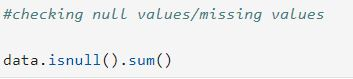 #checking null values/missing values
data.isnull().sum()